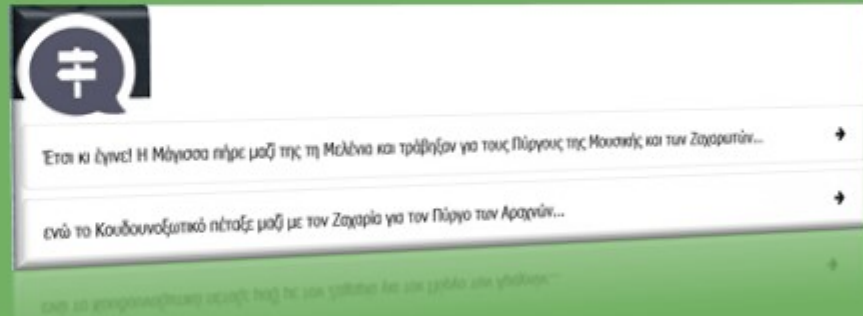 Έτσι κι έγινε! Η Μάγισσα πήρε μαζί της τη Μελένια και τράβηξαν για τους Πύργους της Μουσικής και των Ζαχαρωτών...
ενώ το Κουδουνοξωτικό πέταξε μαζί με τον Ζαχαρία για τον Πύργο των Αραχνών...